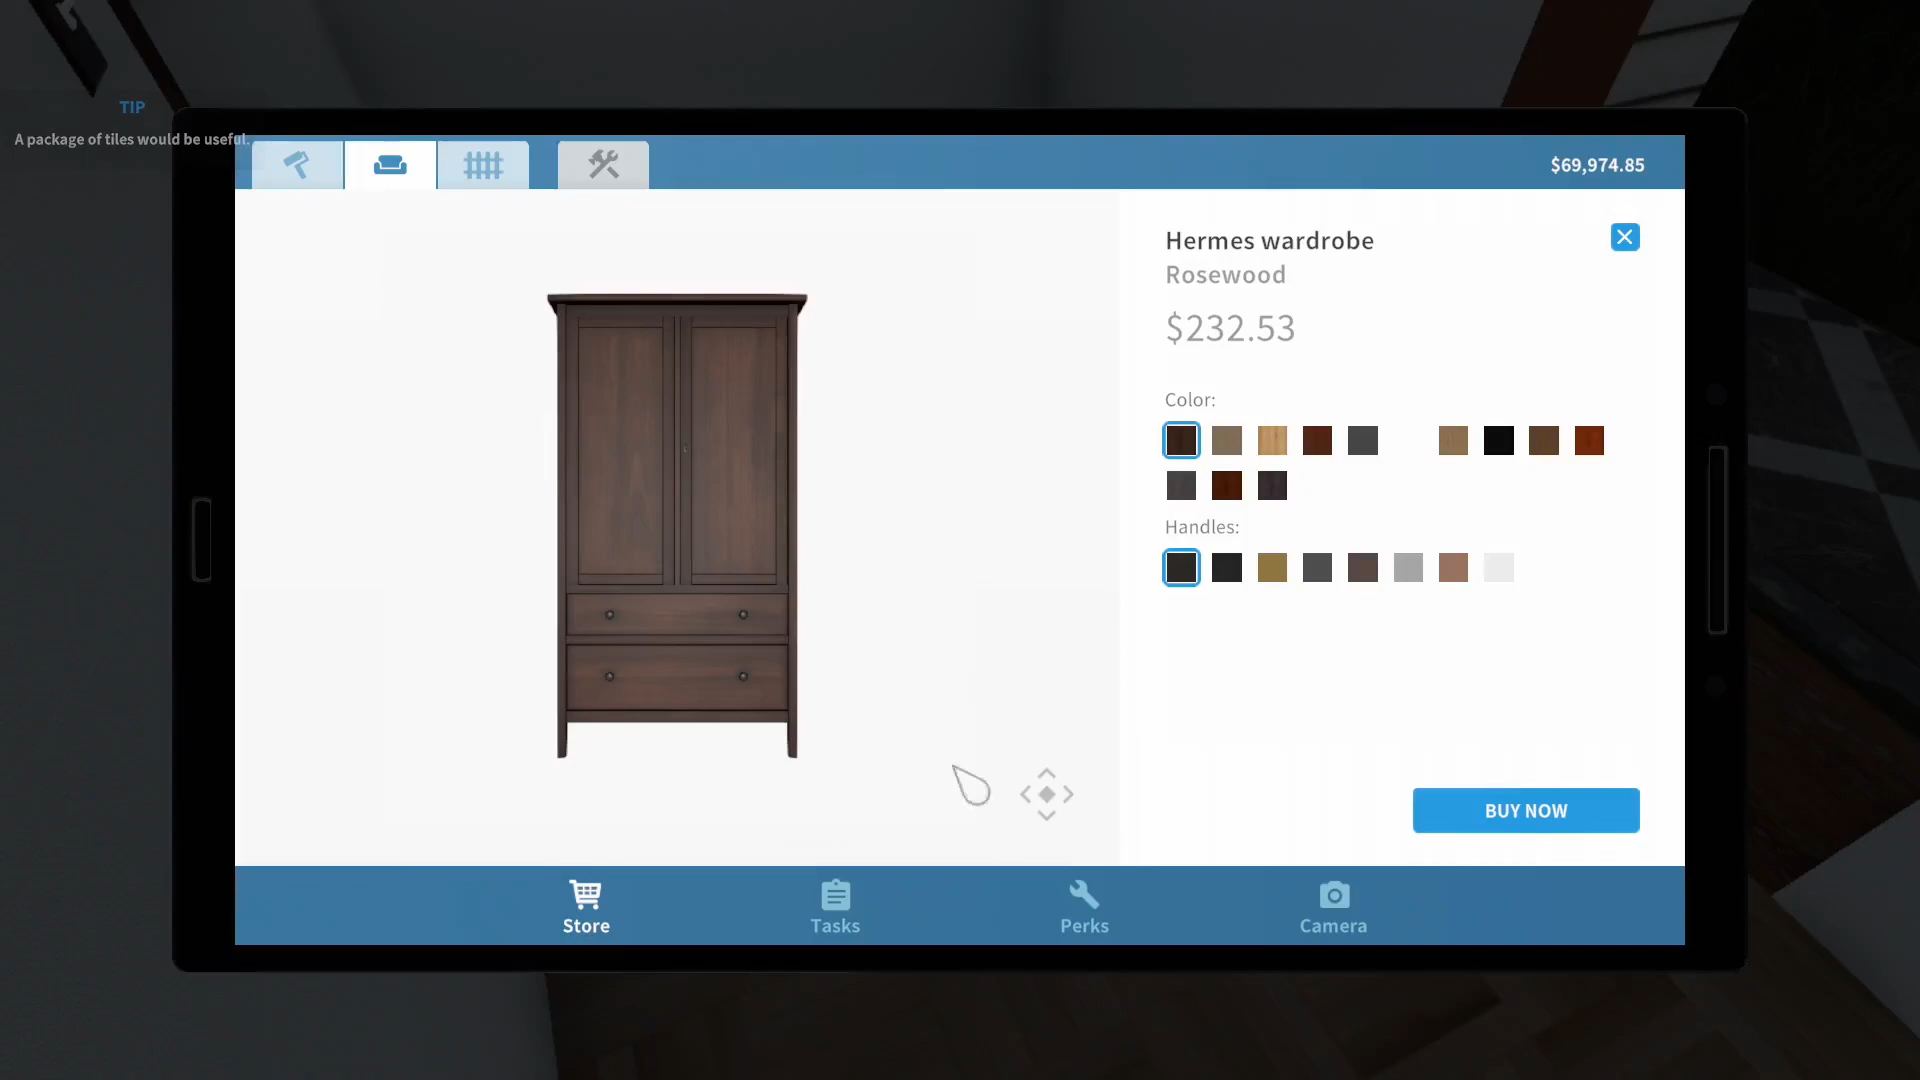 TIP
A package of tiles would be useful.
$69,974.85
Hermes wardrobe
Rosewood
$232.53
Color:
Handles:
BUY NOW
Store
Tasks
Perks
Camera